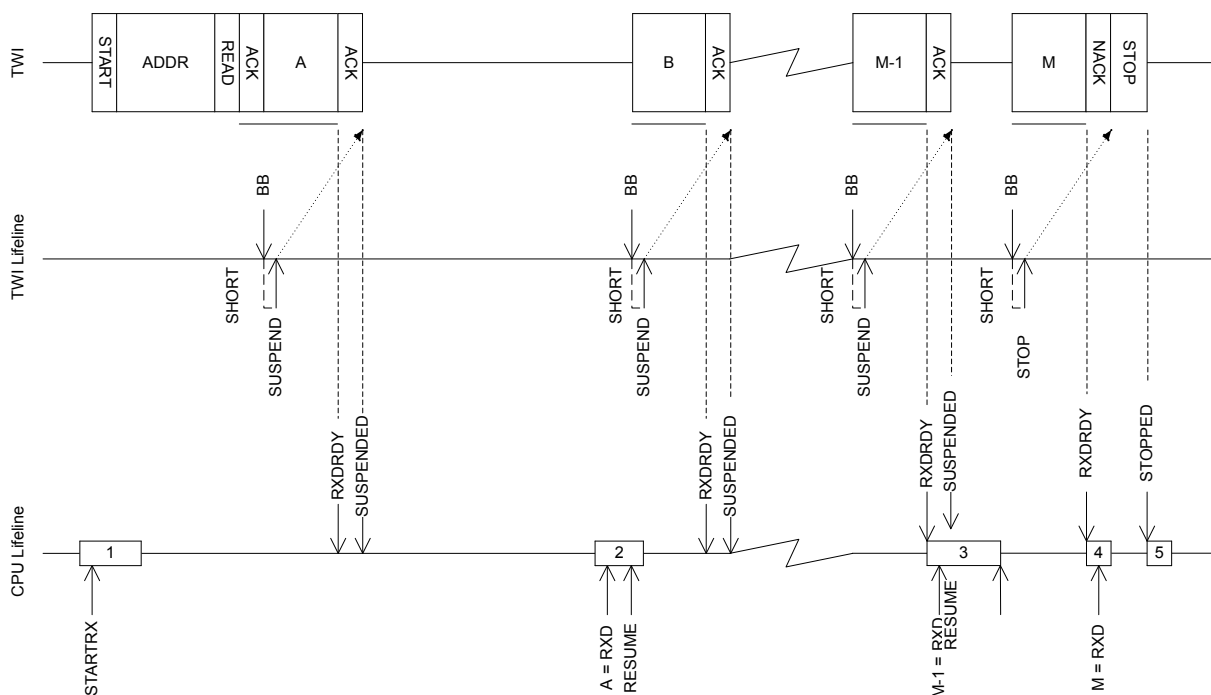 TWI
START
ADDR
READ
ACK
A
ACK
B
ACK
M-1
ACK
M
NACK
STOP
TWI Lifeline
BB
SHORT
SUSPEND
BB
SHORT
SUSPEND
BB
SHORT
SUSPEND
BB
SHORT
STOP
CPU Lifeline
RXDRDY
SUSPENDED
RXDRDY
SUSPENDED
RXDRDY
SUSPENDED
RXDRDY
STOPPED
1
2
3
4
5
STARTRX
A = RXD
RESUME
M-1 = RXD
RESUME
M = RXD